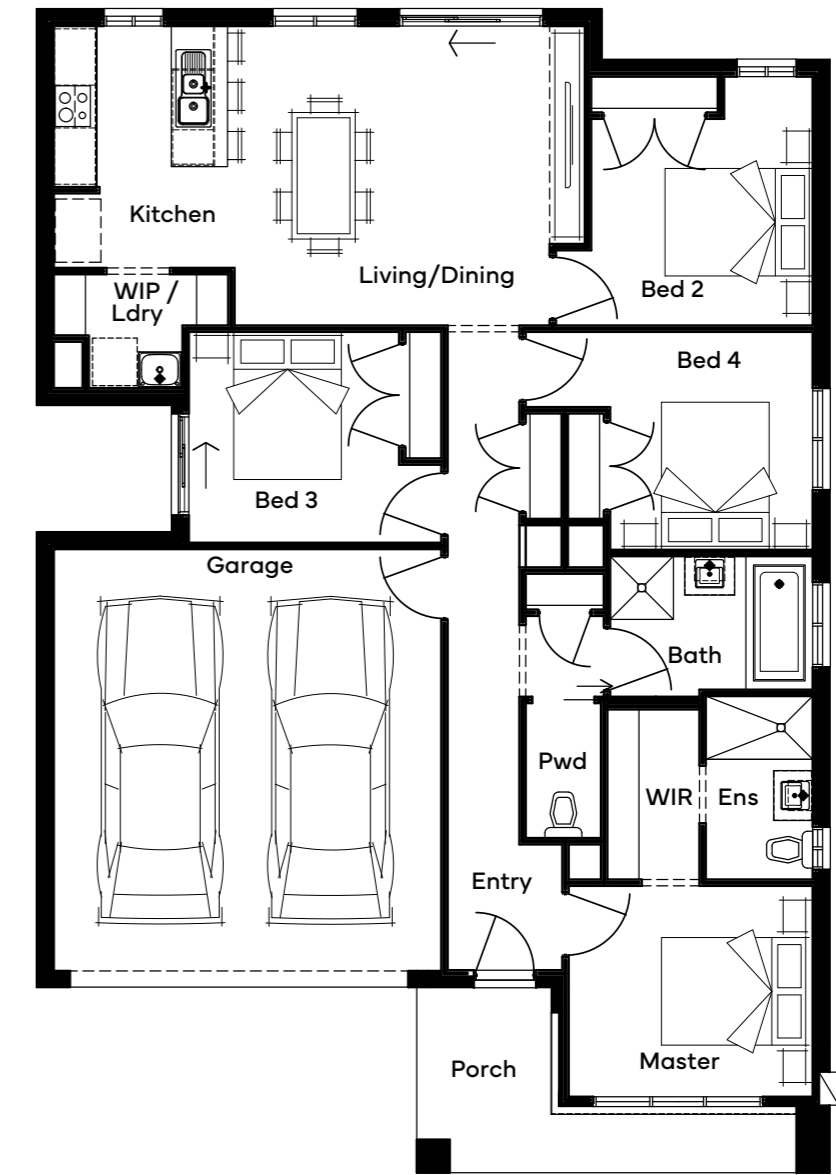 Kitchen
Living/Dining
WIP /
Ldry
Bed 2
Bed 4
Bed 3
Garage
Bath
Pwd
WIR
Ens
Entry
Master
Porch